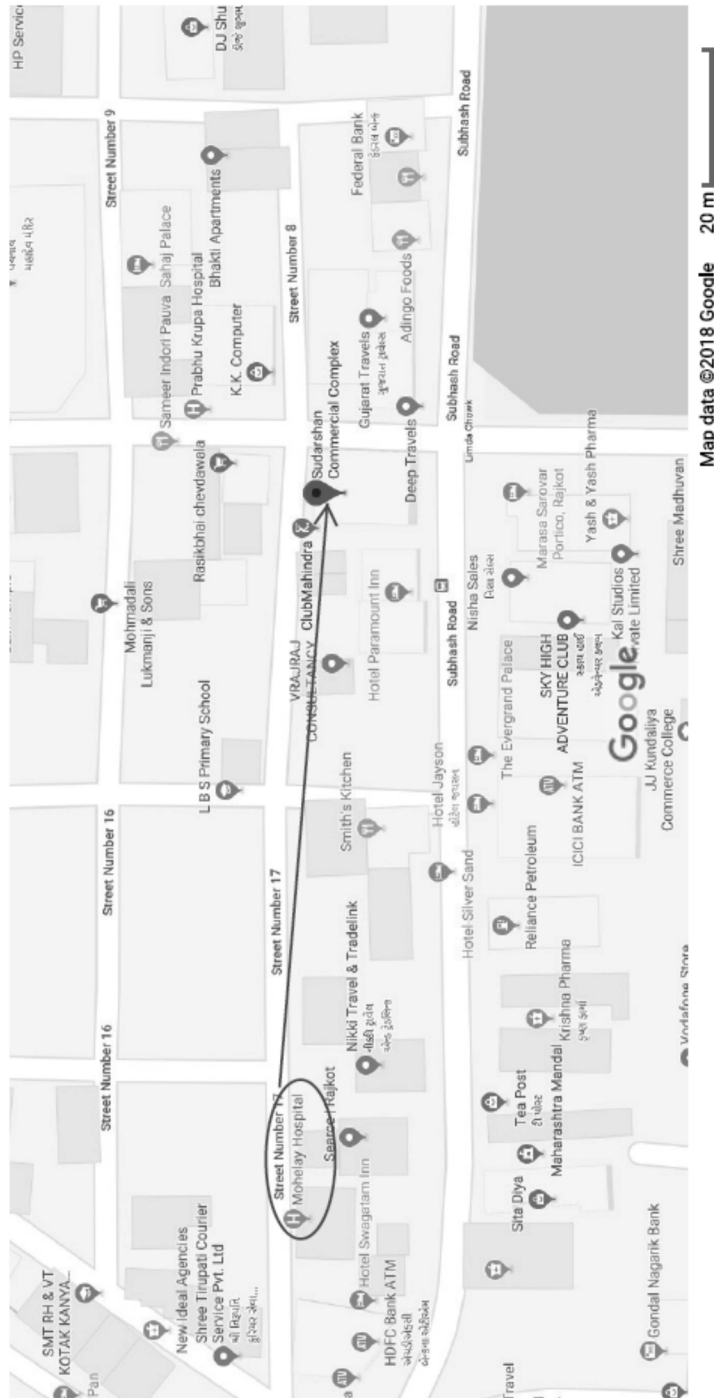 HP Service
DJ Shu
Street Number 9
Sahaj Palace
Sameer Indori Pauva
Prabhu Krupa Hospital
Bhakti Apartments
K.K. Computer
Street Number 8
Federal Bank
ફેડરલ બેન્ક
Subhash Road
Sudarshan
Commercial Complex
Gujarat Travels
ગુજરાત ટ્રાવેલ્સ
Adingo Foods
Deep Travels
Subhash Road
Limda Chowk
Rasikbhai chevdawala
Mohmadali
Lukmanji & Sons
ClubMahindra
VRAJRAJ
CONSULTANCY
Hotel Paramount Inn
Subhash Road
Nisha Sales
નિશા સેલ્સ
Marasa Sarovar
Portico, Rajkot
Yash & Yash Pharma
Kal Studios
Private Limited
Shree Madhuvan
SKY HIGH
ADVENTURE CLUB
The Evergrand Palace
Google
JJ Kundaliya
Commerce College
L B S Primary School
Smith's Kitchen
Hotel Jayson
હોટેલ જયસન
ICICI BANK ATM
Reliance Petroleum
Hotel Silver Sand
Street Number 16
Street Number 17
Nikki Travel & Tradelink
Krishna Pharma
Vodafone Store
Street Number 16
Street Number 17
Mohelay Hospital
Searce | Rajkot
Hotel Swagatam Inn
Tea Post
ટી પોસ્ટ
Maharashtra Mandal
Sita Diya
SMT RH & VT
KOTAK KANYA...
New Ideal Agencies
Shree Tirupati Courier
Service Pvt. Ltd
શ્રી તિરૂપતિ
કુરિયર સેવા...
HDFC Bank ATM
Gondal Nagarik Bank
Pan
Travel
Map data ©2018 Google
20 m